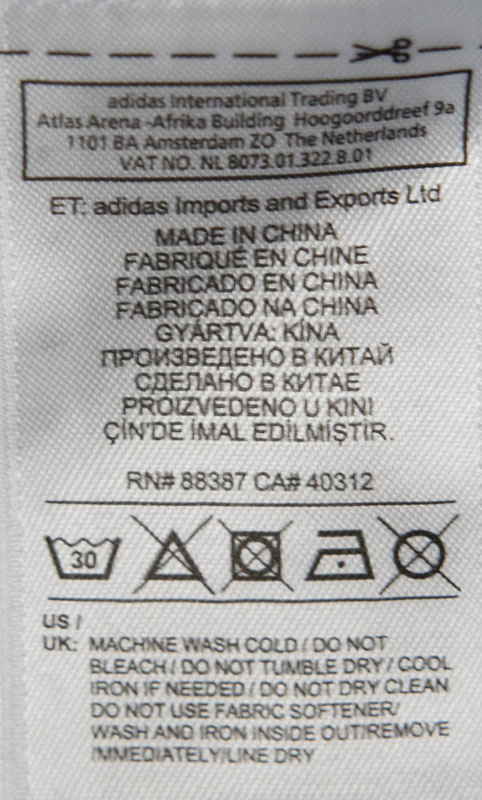 adidas International Trading BV
Atlas Arena -Afrika Building Hoogoorddreef 9a
1101 BA Amsterdam ZO The Netherlands
VAT NO. NL 8073.01.322.B.01
ET: adidas Imports and Exports Ltd
MADE IN CHINA
FABRIQUÉ EN CHINE
FABRICADO EN CHINA
FABRICADO NA CHINA
GYÁRTVA: KÍNA
ПРОИЗВЕДЕНО В КИТАЙ
СДЕЛАНО В КИТАЕ
PROIZVEDENO U KINI
ÇİN'DE İMAL EDİLMİŞTİR.
RN# 88387 CA# 40312
30
US /
UK: MACHINE WASH COLD / DO NOT
BLEACH / DO NOT TUMBLE DRY / COOL
IRON IF NEEDED / DO NOT DRY CLEAN
DO NOT USE FABRIC SOFTENER/
WASH AND IRON INSIDE OUT/REMOVE
IMMEDIATELY/LINE DRY